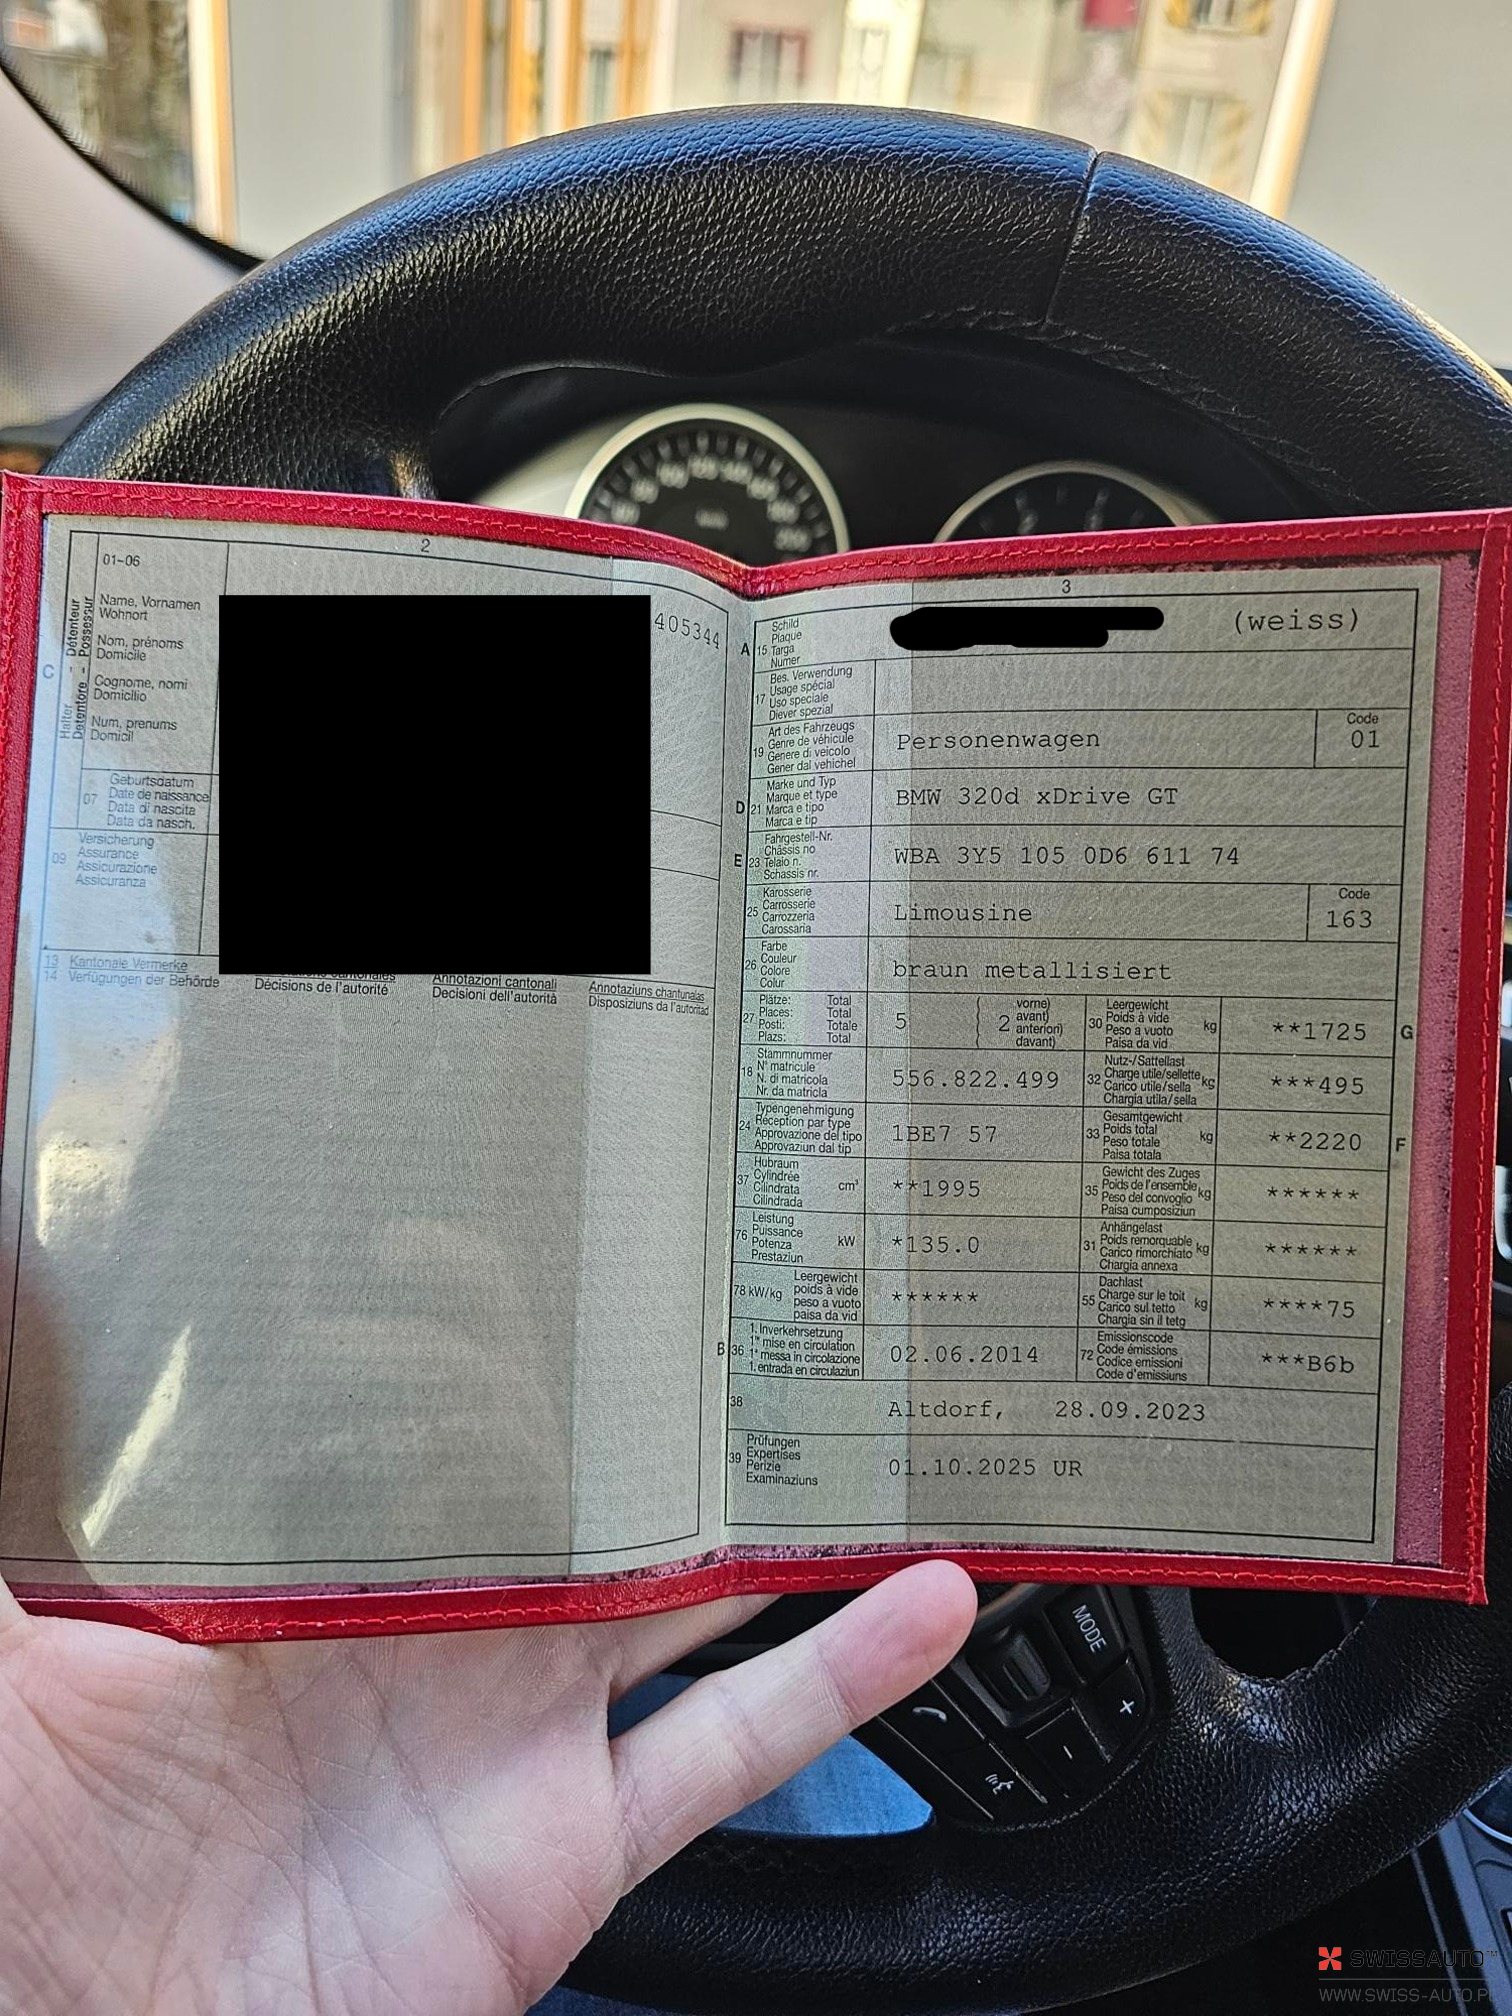 2
01-06
Halter - Détenteur
Detentore - Possessur
C
Name, Vornamen
Wohnort
Nom, prénoms
Domicile
Cognome, nomi
Domicilio
Num, prenums
Domicil
405344
07
Geburtsdatum
Date de naissance
Data di nascita
Data da nasch.
09
Versicherung
Assurance
Assicurazione
Assicuranza
13 Kantonale Vermerke
14 Verfügungen der Behörde
cantonales
Décisions de l'autorité
Annotazioni cantonali
Decisioni dell'autorità
Annotaziuns chantunalas
Disposiziuns da l'autoritad
3
A 15
Schild
Plaque
Targa
Numer
(weiss)
17
Bes. Verwendung
Usage spécial
Uso speciale
Diever spezial
19
Art des Fahrzeugs
Genre de véhicule
Genere di veicolo
Gener dal vehichel
Personenwagen
Code
01
D 21
Marke und Typ
Marque et type
Marca e tipo
Marca e tip
BMW 320d xDrive GT
E 23
Fahrgestell-Nr.
Châssis no
Telaio n.
Schassis nr.
WBA 3Y5 105 0D6 611 74
25
Karosserie
Carrosserie
Carrozzeria
Carossaria
Limousine
Code
163
26
Farbe
Couleur
Colore
Colur
braun metallisiert
27
Plätze: Total
Places: Total
Posti: Totale
Plazs: Total
5
2
vorne)
avant)
anteriori)
davant)
30
Leergewicht
Poids à vide
Peso a vuoto
Paisa da vid
kg
**1725
G
18
Stammnummer
N° matricule
N. di matricola
Nr. da matricla
556.822.499
32
Nutz-/Sattellast
Charge utile/sellette
Carico utile/sella
Chargia utila/sella
kg
***495
24
Typengenehmigung
Réception par type
Approvazione del tipo
Approvaziun dal tip
1BE7 57
33
Gesamtgewicht
Poids total
Peso totale
Paisa totala
kg
**2220
F
37
Hubraum
Cylindrée
Cilindrata
Cilindrada
cm³
**1995
35
Gewicht des Zuges
Poids de l'ensemble
Peso del convoglio
Paisa cumposiziun
kg
******
76
Leistung
Puissance
Potenza
Prestaziun
kW
*135.0
31
Anhängelast
Poids remorquable
Carico rimorchiato
Chargia annexa
kg
******
78 kW/kg
Leergewicht
poids à vide
peso a vuoto
paisa da vid
******
55
Dachlast
Charge sur le toit
Carico sul tetto
Chargia sin il tetg
kg
****75
B 36
1. Inverkehrsetzung
1re mise en circulation
1a messa in circolazione
1. entrada en circulaziun
02.06.2014
72
Emissionscode
Code émissions
Codice emissioni
Code d'emissiuns
***B6b
38
Altdorf, 28.09.2023
39
Prüfungen
Expertises
Perizie
Examinaziuns
01.10.2025 UR
MODE
+
-
SWISSAUTO™